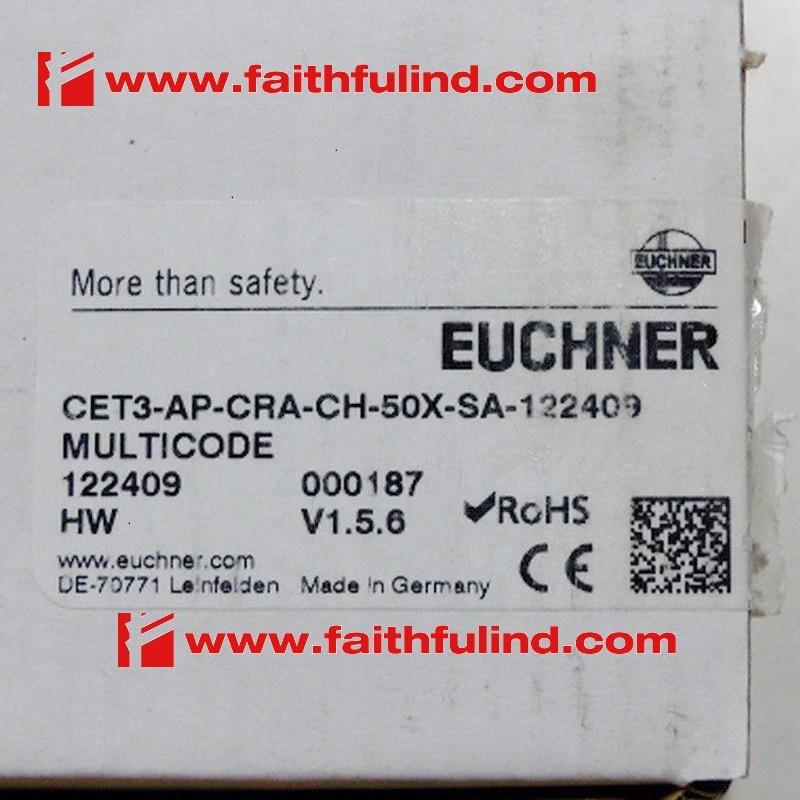 www.faithfulind.com
EUCHNER
More than safety.
EUCHNER
CET3-AP-CRA-CH-50X-SA-122409
MULTICODE
122409 000187
HW V1.5.6
✔RoHS
CE
www.euchner.com
DE-70771 Leinfelden Made in Germany
www.faithfulind.com